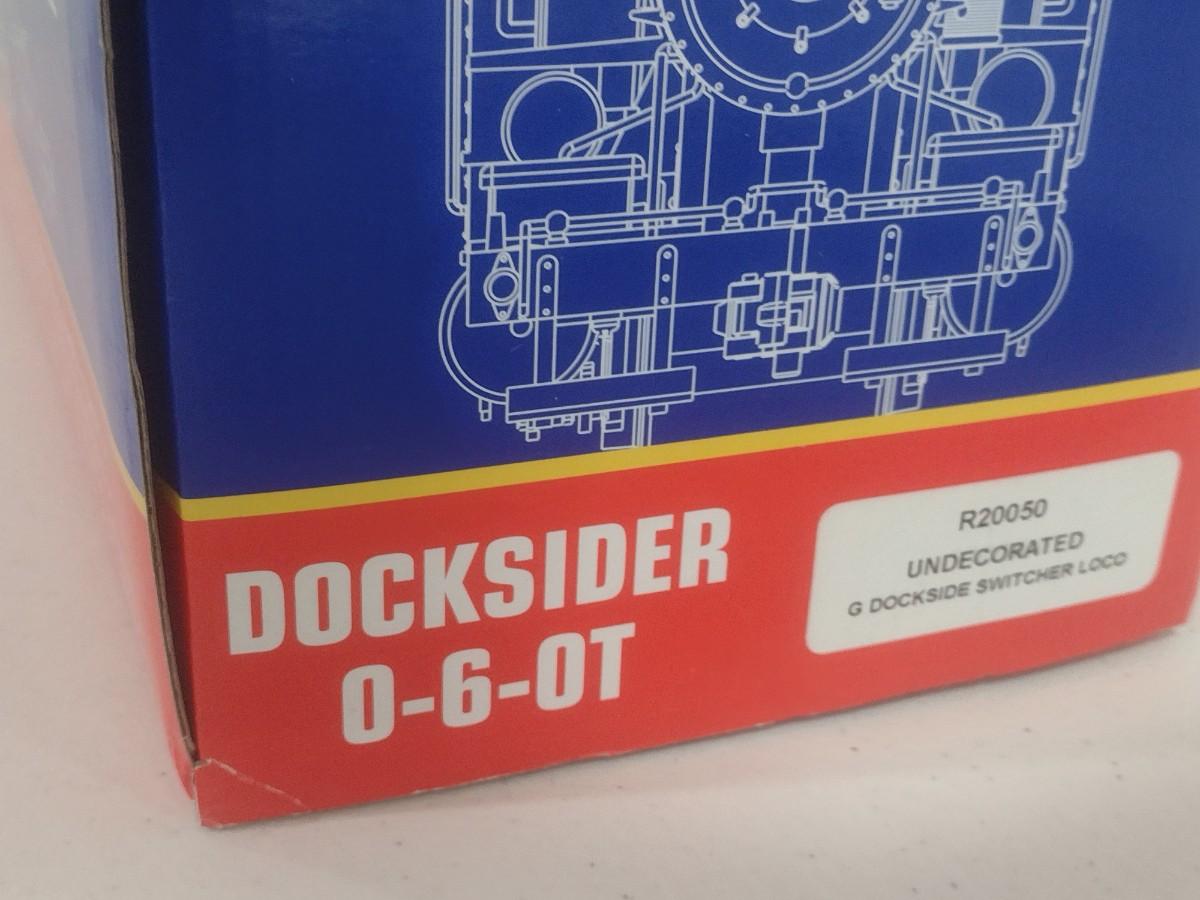 DOCKSIDER
0-6-0T
R20050
UNDECORATED
G DOCKSIDE SWITCHER LOCO